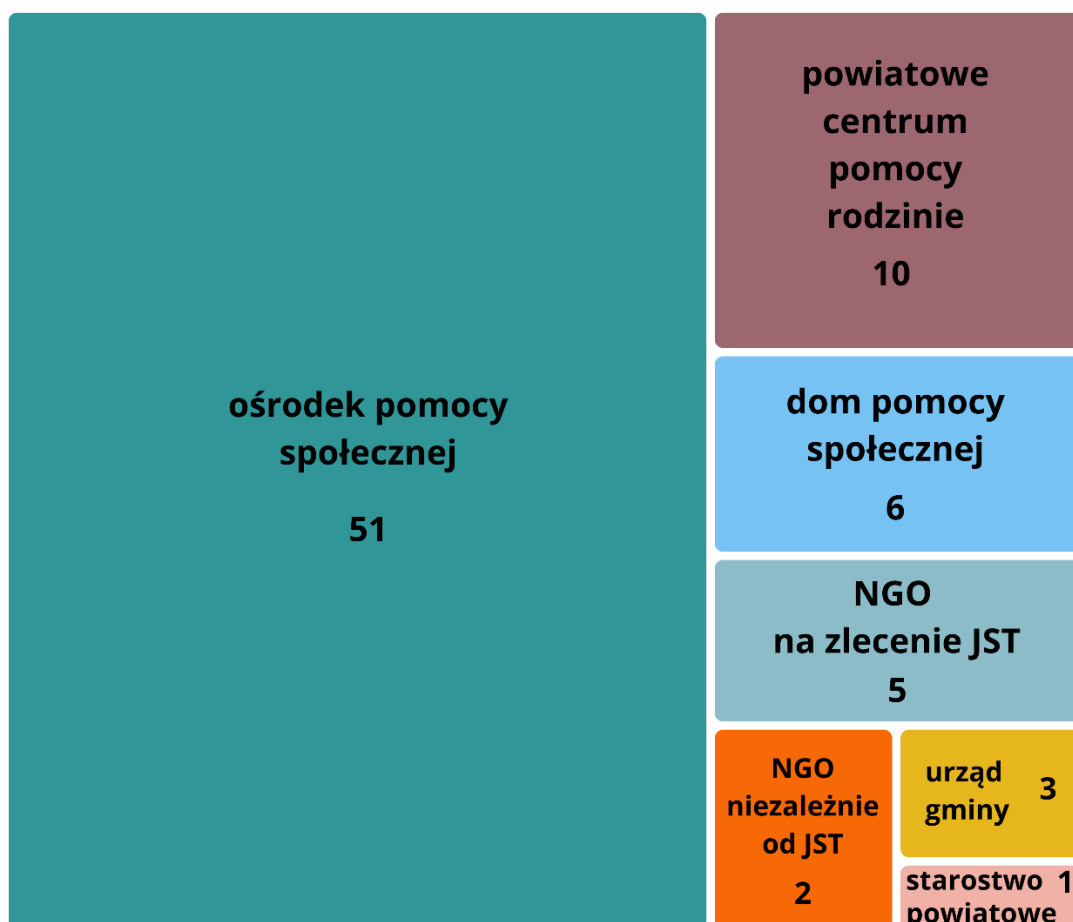 ośrodek pomocy
społecznej
51
powiatowe
centrum
pomocy
rodzinie
10
dom pomocy
społecznej
6
NGO
na zlecenie JST
5
NGO
niezależnie
od JST
2
urząd
gminy
3
starostwo 1
powiatowe